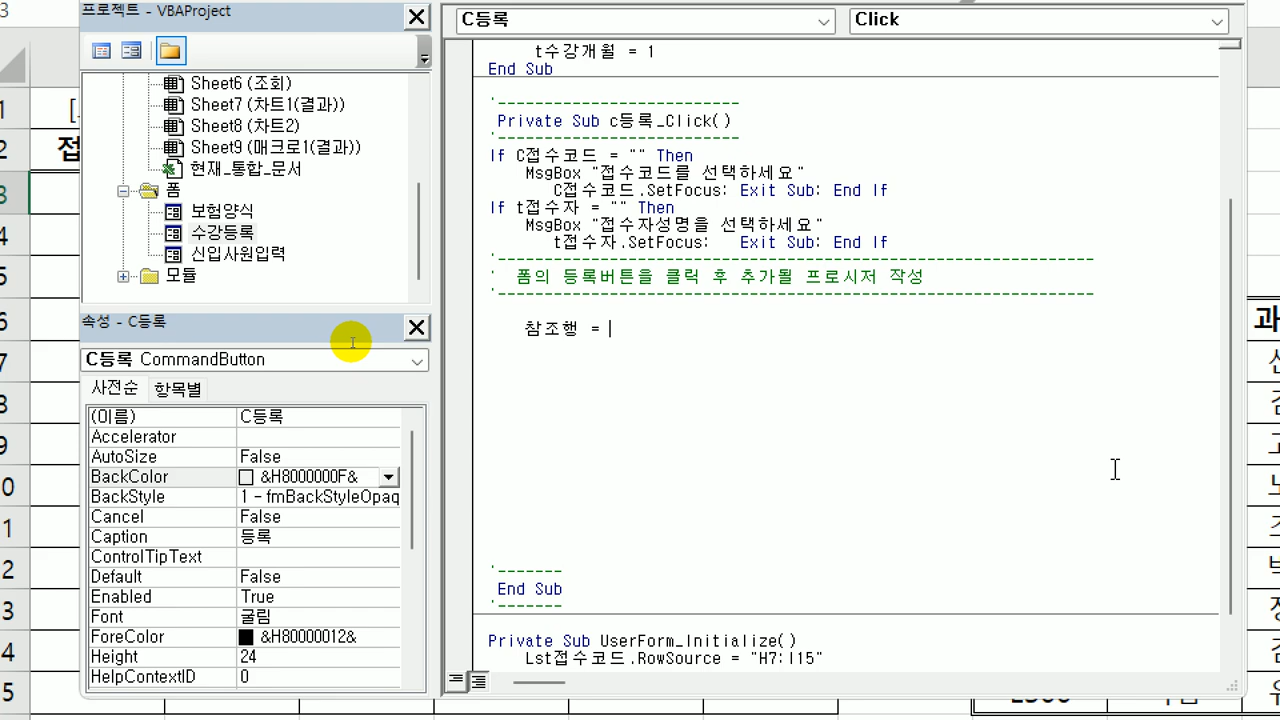 프로젝트 - VBAProject
Sheet6 (조회)
Sheet7 (차트1(결과))
Sheet8 (차트2)
Sheet9 (매크로1(결과))
현재_통합_문서
폼
보험양식
수강등록
신입사원입력
모듈
속성 - C등록
C등록 CommandButton
사전순 항목별
(이름) C등록
Accelerator
AutoSize False
BackColor &H8000000F&
BackStyle 1 - fmBackStyleOpaq
Cancel False
Caption 등록
ControlTipText
Default False
Enabled True
Font 굴림
ForeColor &H80000012&
Height 24
HelpContextID 0
C등록 Click
t수강개월 = 1
End Sub
'--------------------------
Private Sub c등록_Click()
'--------------------------
If C접수코드 = "" Then
MsgBox "접수코드를 선택하세요"
C접수코드.SetFocus: Exit Sub: End If
If t접수자 = "" Then
MsgBox "접수자성명을 선택하세요"
t접수자.SetFocus: Exit Sub: End If
'-----------------------------------------------------------------
' 폼의 등록버튼을 클릭 후 추가될 프로시저 작성
'-----------------------------------------------------------------
참조행 =
'-------
End Sub
'-------
Private Sub UserForm_Initialize()
Lst접수코드.RowSource = "H7:I15"
접
과
1
2
3
4
5
6
7
8
9
0
1
2
3
4
5